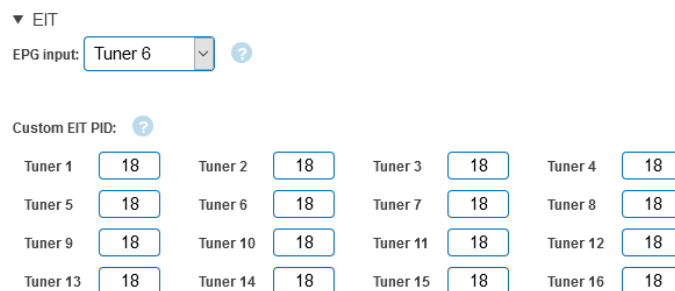 ▼ EIT
EPG input: Tuner 6
?
Custom EIT PID: ?
Tuner 1 18 Tuner 2 18 Tuner 3 18 Tuner 4 18
Tuner 5 18 Tuner 6 18 Tuner 7 18 Tuner 8 18
Tuner 9 18 Tuner 10 18 Tuner 11 18 Tuner 12 18
Tuner 13 18 Tuner 14 18 Tuner 15 18 Tuner 16 18